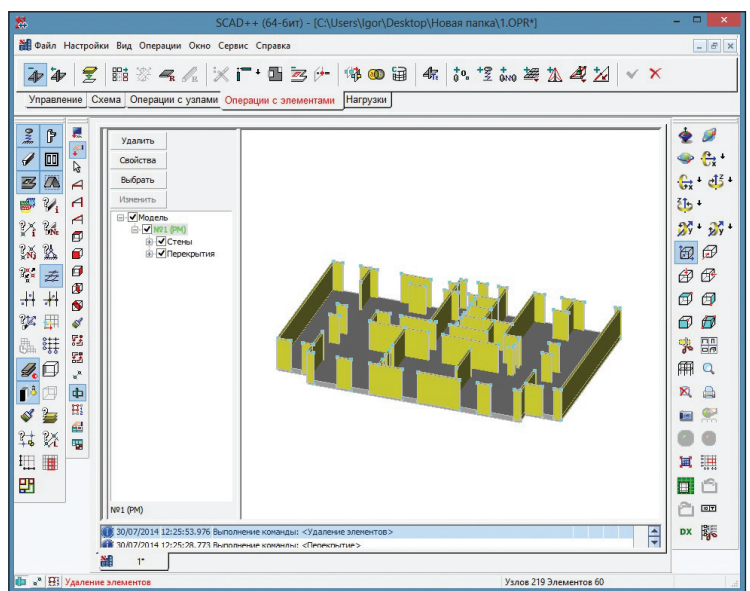 SCAD++ (64-бит) - [C:\Users\Igor\Desktop\Новая папка\1.OPR*]
Файл Настройки Вид Операции Окно Сервис Справка
Управление Схема Операции с узлами Операции с элементами Нагрузки
Удалить
Свойства
Выбрать
Изменить
Модель
№1 (РМ)
Стены
Перекрытия
№1 (РМ)
30/07/2014 12:25:53.976 Выполнение команды: <Удаление элементов>
30/07/2014 12:25:28.773 Выполнение команды: <Перекрытие>
1*
DX
Удаление элементов
Узлов 219 Элементов 60